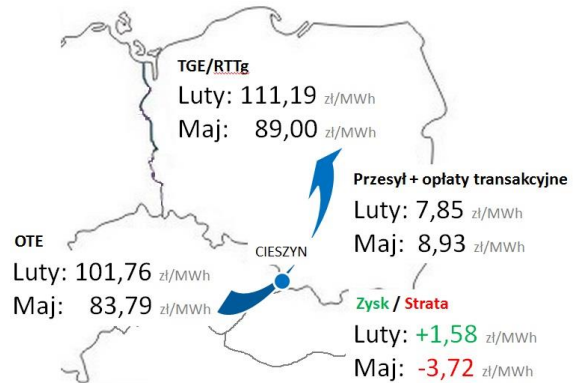 TGE/RTTg
Luty: 111,19 zł/MWh
Maj: 89,00 zł/MWh
Przesył + opłaty transakcyjne
Luty: 7,85 zł/MWh
Maj: 8,93 zł/MWh
OTE
CIESZYN
Luty: 101,76 zł/MWh
Maj: 83,79 zł/MWh
Zysk / Strata
Luty: +1,58 zł/MWh
Maj: -3,72 zł/MWh